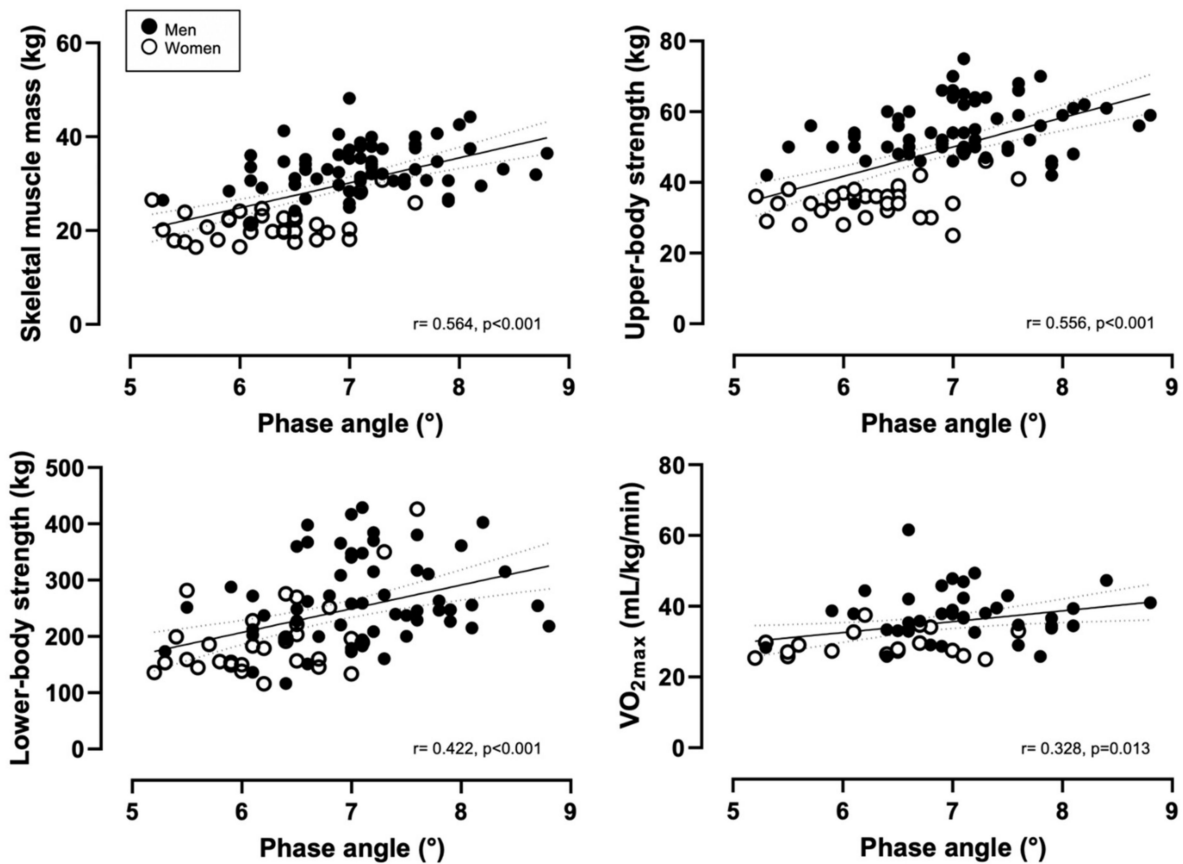 Men
Women
Skeletal muscle mass (kg)
60
40
20
0
r= 0.564, p<0.001
5 6 7 8 9
Phase angle (°)
Upper-body strength (kg)
80
60
40
20
0
r= 0.556, p<0.001
5 6 7 8 9
Phase angle (°)
Lower-body strength (kg)
500
400
300
200
100
0
r= 0.422, p<0.001
5 6 7 8 9
Phase angle (°)
VO2max (mL/kg/min)
80
60
40
20
0
r= 0.328, p=0.013
5 6 7 8 9
Phase angle (°)